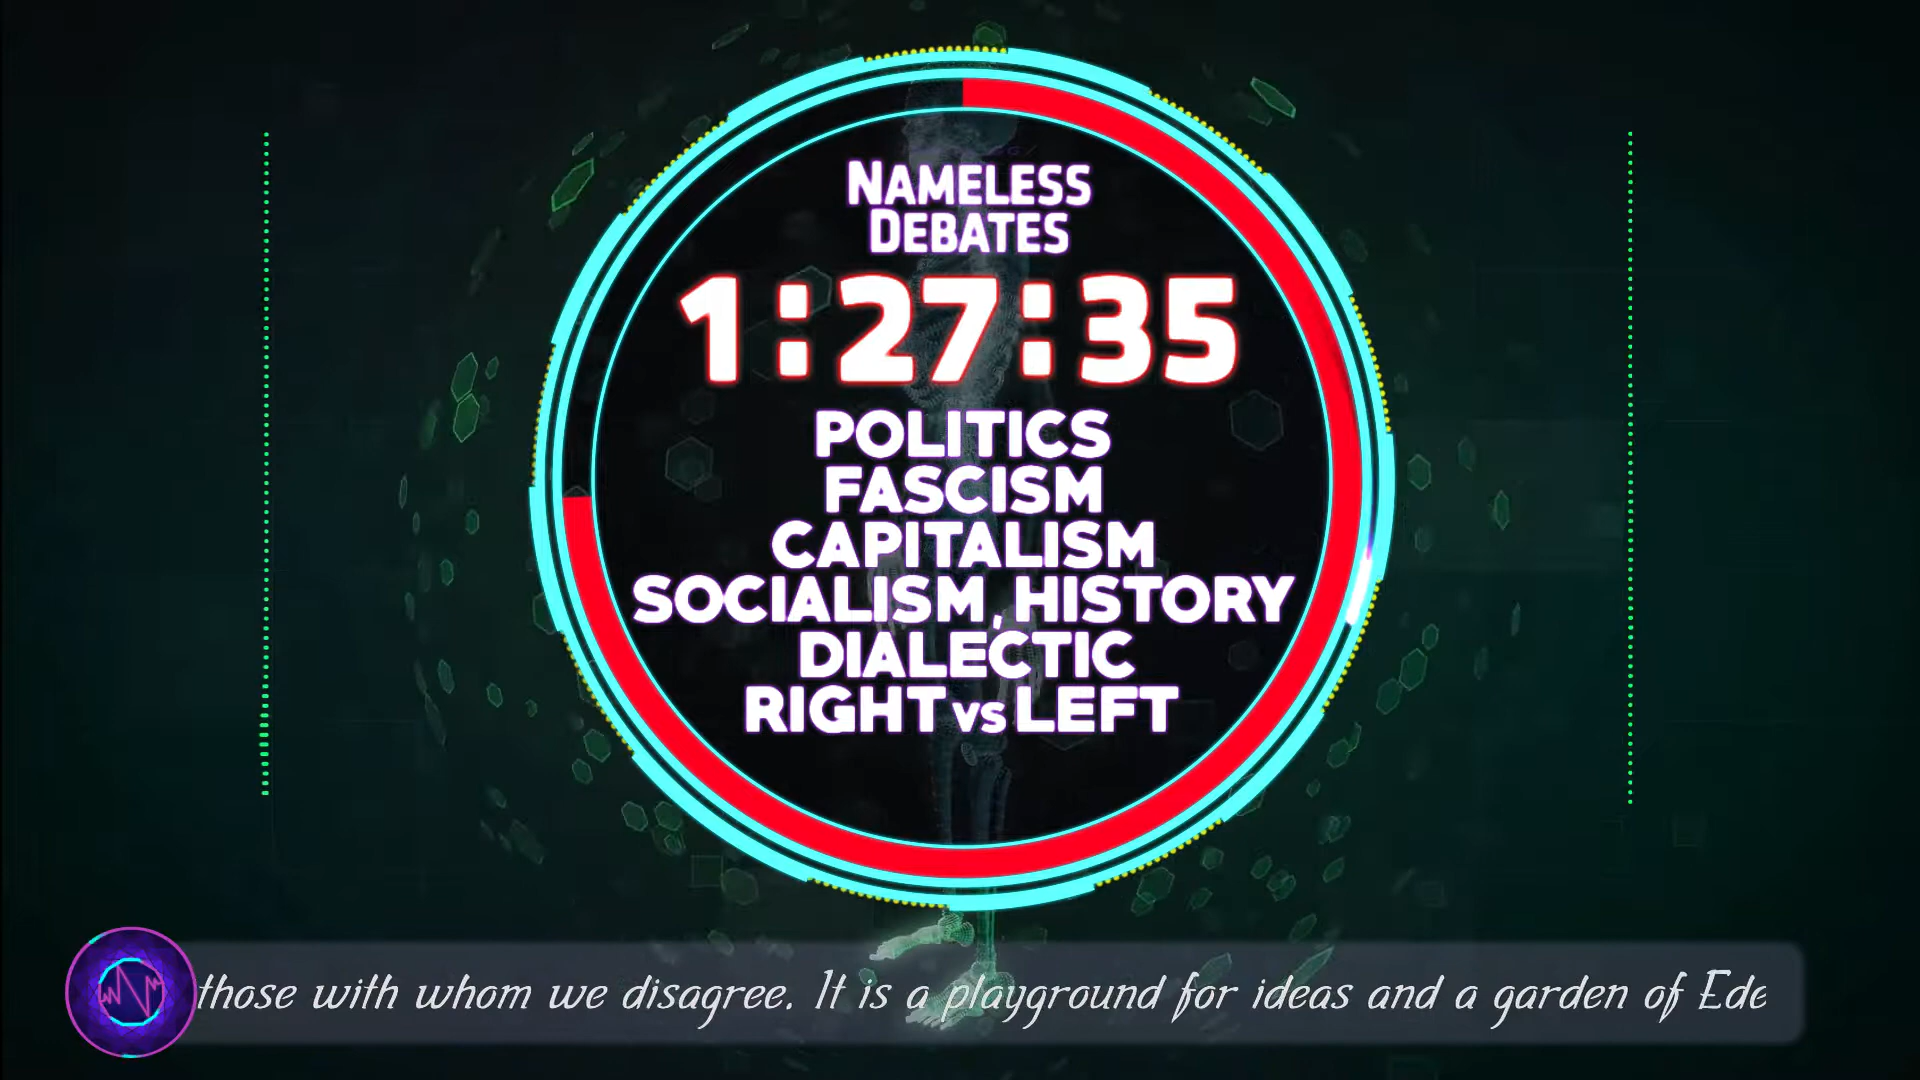 NAMELESS
DEBATES
1:27:35
POLITICS
FASCISM
CAPITALISM
SOCIALISM, HISTORY
DIALECTIC
RIGHT vs LEFT
those with whom we disagree. It is a playground for ideas and a garden of Ede